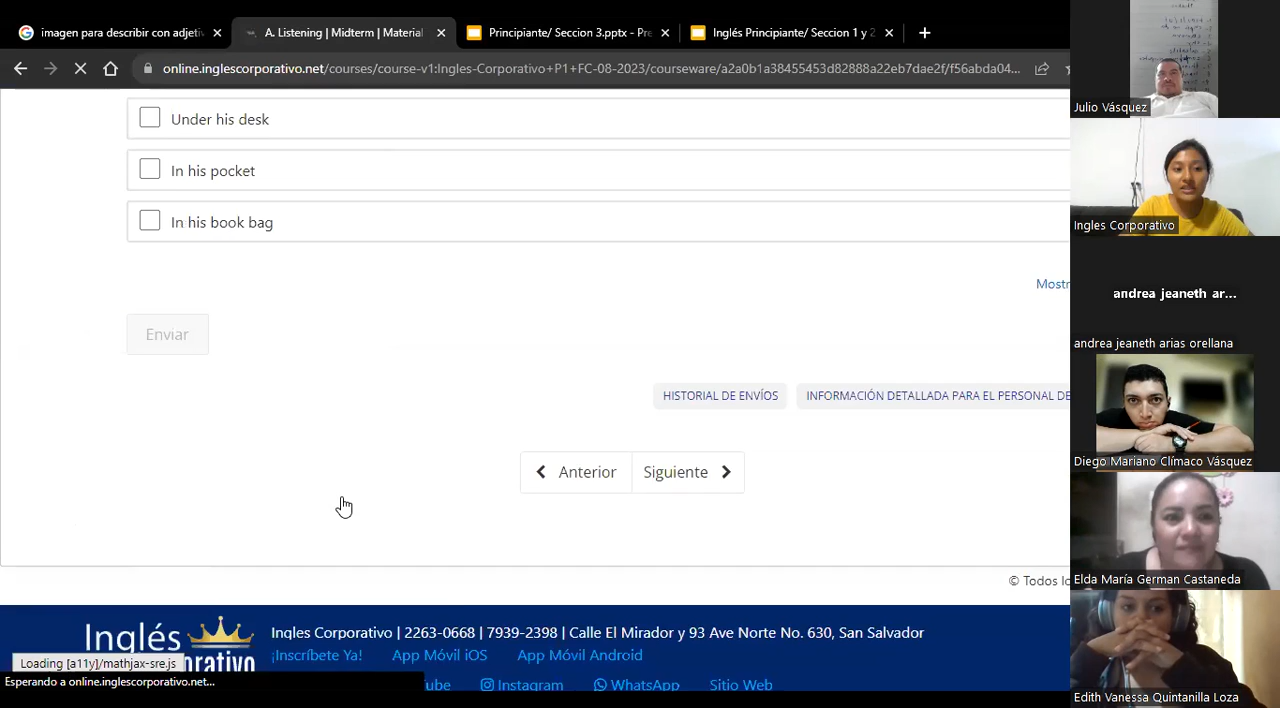 imagen para describir con adjetiv
A. Listening | Midterm | Material
Principiante/ Seccion 3.pptx - Pre
Inglés Principiante/ Seccion 1 y 2
online.inglescorporativo.net/courses/course-v1:Ingles-Corporativo+P1+FC-08-2023/courseware/a2a0b1a38455453d82888a22eb7dae2f/f56abda04...
Under his desk
In his pocket
In his book bag
Mostr
Enviar
HISTORIAL DE ENVÍOS
INFORMACIÓN DETALLADA PARA EL PERSONAL DE
Anterior
Siguiente
© Todos lo
Inglés
Ingles Corporativo | 2263-0668 | 7939-2398 | Calle El Mirador y 93 Ave Norte No. 630, San Salvador
¡Inscríbete Ya!
App Móvil iOS
App Móvil Android
Loading [a11y]/mathjax-sre.js
orativo
Esperando a online.inglescorporativo.net...
ube
Instagram
WhatsApp
Sitio Web
Julio Vásquez
Ingles Corporativo
andrea jeaneth ar...
andrea jeaneth arias orellana
Diego Mariano Clímaco Vásquez
Elda María German Castaneda
Edith Vanessa Quintanilla Loza